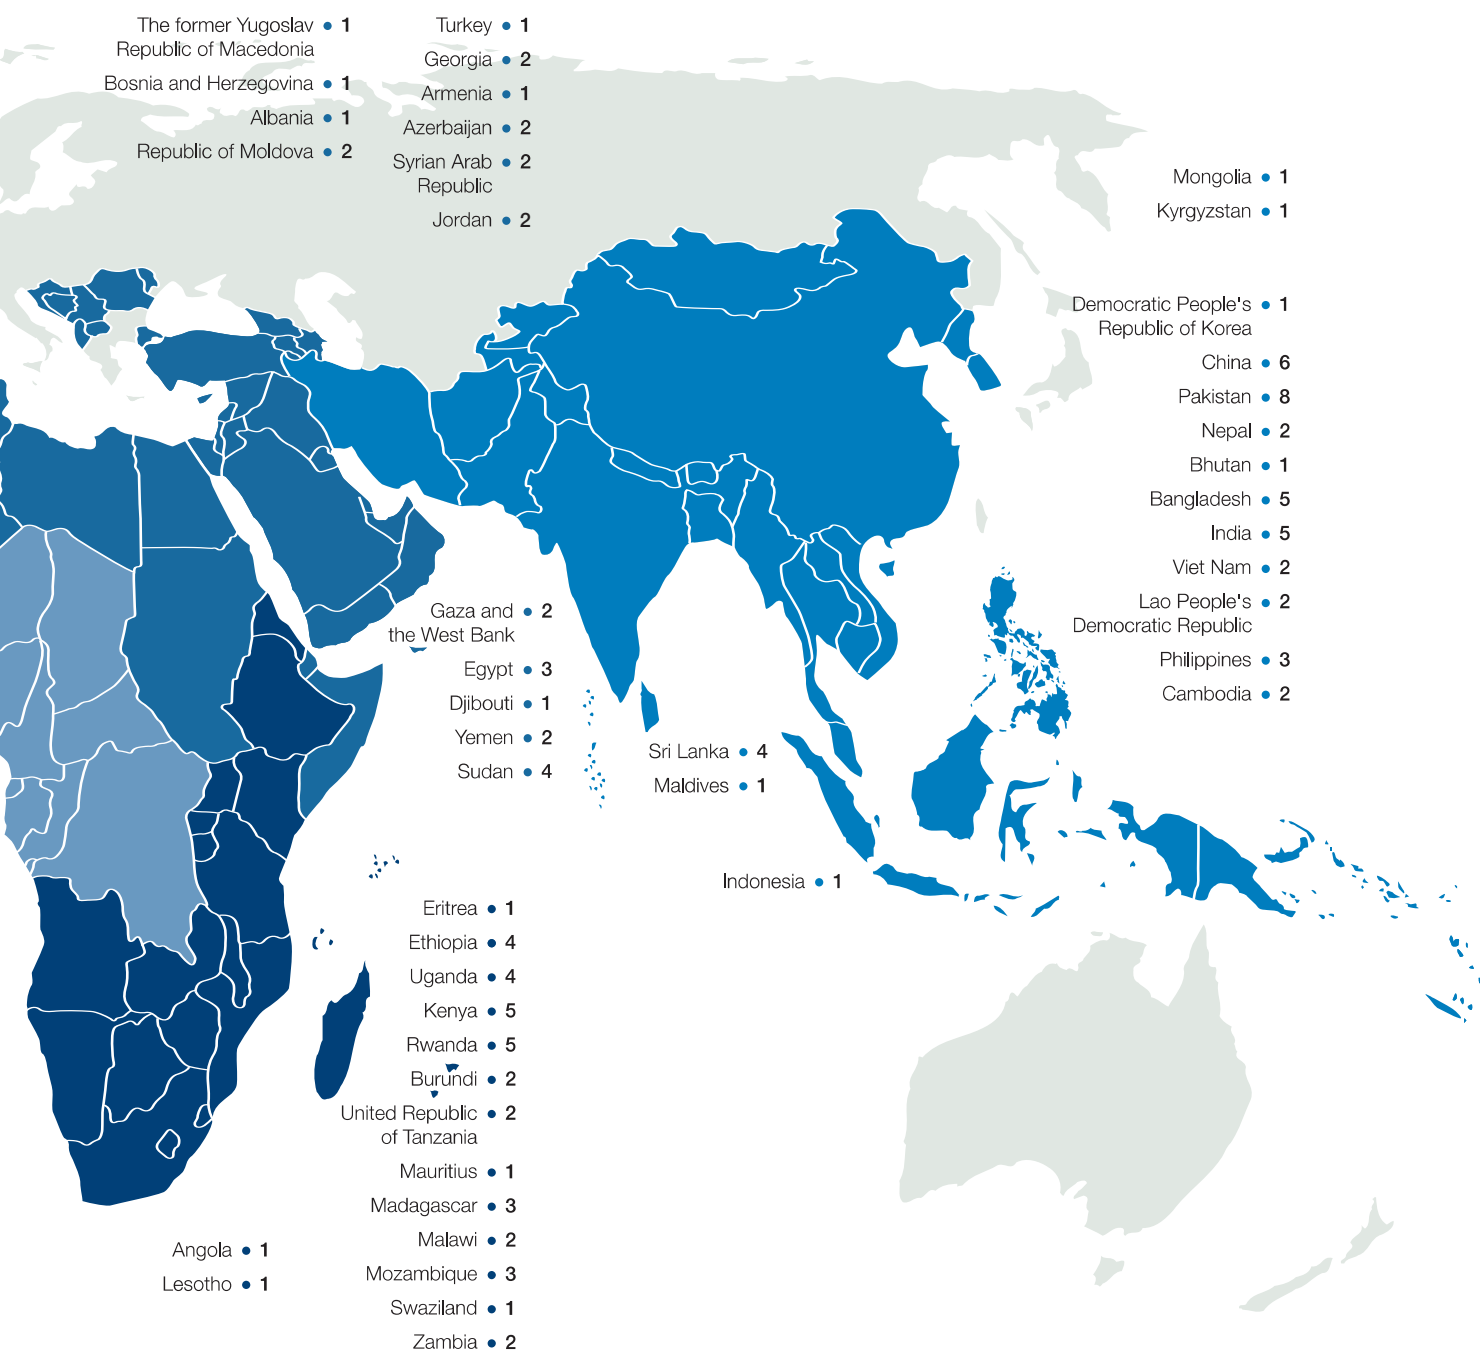 The former Yugoslav • 1
Republic of Macedonia
Bosnia and Herzegovina • 1
Albania • 1
Republic of Moldova • 2
Turkey • 1
Georgia • 2
Armenia • 1
Azerbaijan • 2
Syrian Arab • 2
Republic
Jordan • 2
Mongolia • 1
Kyrgyzstan • 1
Democratic People's • 1
Republic of Korea
China • 6
Pakistan • 8
Nepal • 2
Bhutan • 1
Bangladesh • 5
India • 5
Viet Nam • 2
Lao People's • 2
Democratic Republic
Philippines • 3
Cambodia • 2
Gaza and • 2
the West Bank
Egypt • 3
Djibouti • 1
Yemen • 2
Sudan • 4
Sri Lanka • 4
Maldives • 1
Indonesia • 1
Eritrea • 1
Ethiopia • 4
Uganda • 4
Kenya • 5
Rwanda • 5
Burundi • 2
United Republic • 2
of Tanzania
Mauritius • 1
Madagascar • 3
Malawi • 2
Mozambique • 3
Swaziland • 1
Zambia • 2
Angola • 1
Lesotho • 1